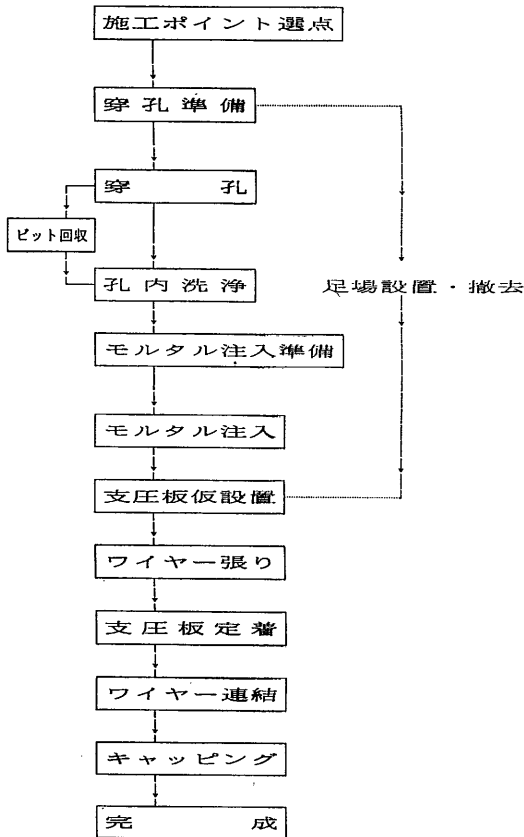 施工ポイント選点
穿孔準備
穿孔
ビット回収
孔内洗浄
足場設置・撤去
モルタル注入準備
モルタル注入
支圧板仮設置
ワイヤー張り
支圧板定着
ワイヤー連結
キャッピング
完成